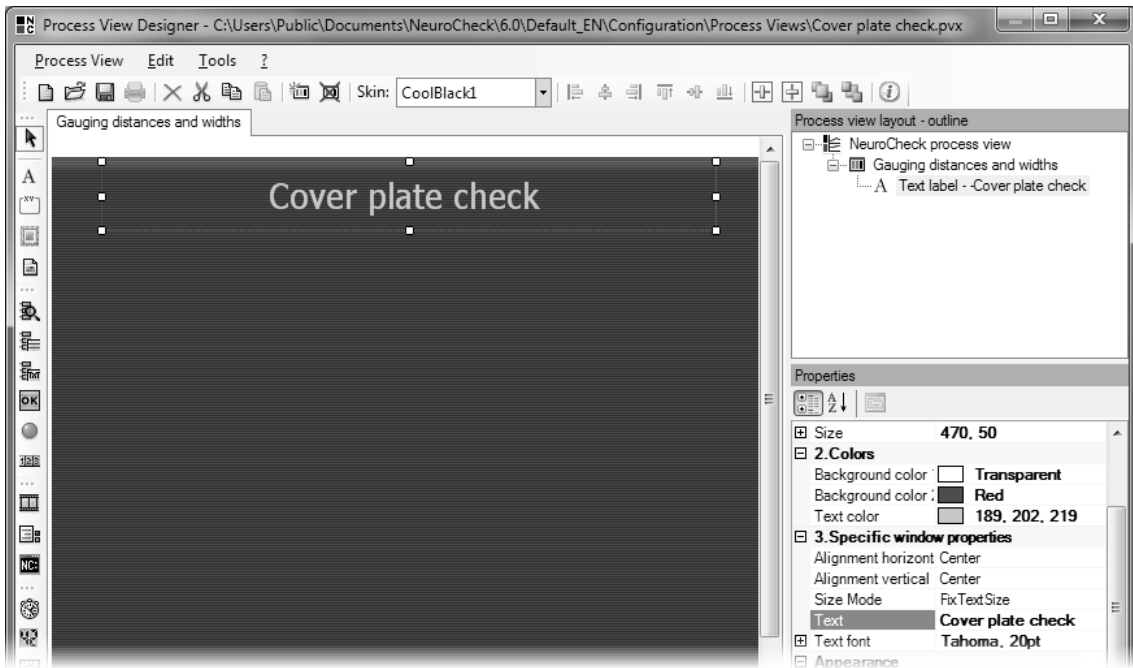 Process View Designer - C:\Users\Public\Documents\NeuroCheck\6.0\Default_EN\Configuration\Process Views\Cover plate check.pvx
Process View Edit Tools ?
Skin: CoolBlack1
Gauging distances and widths
Cover plate check
A
XY
OK
NC:
Process view layout - outline
NeuroCheck process view
Gauging distances and widths
A Text label - -Cover plate check
Properties
Size 470, 50
2.Colors
Background color Transparent
Background color Red
Text color 189, 202, 219
3.Specific window properties
Alignment horizont Center
Alignment vertical Center
Size Mode FixTextSize
Text Cover plate check
Text font Tahoma, 20pt
Appearance